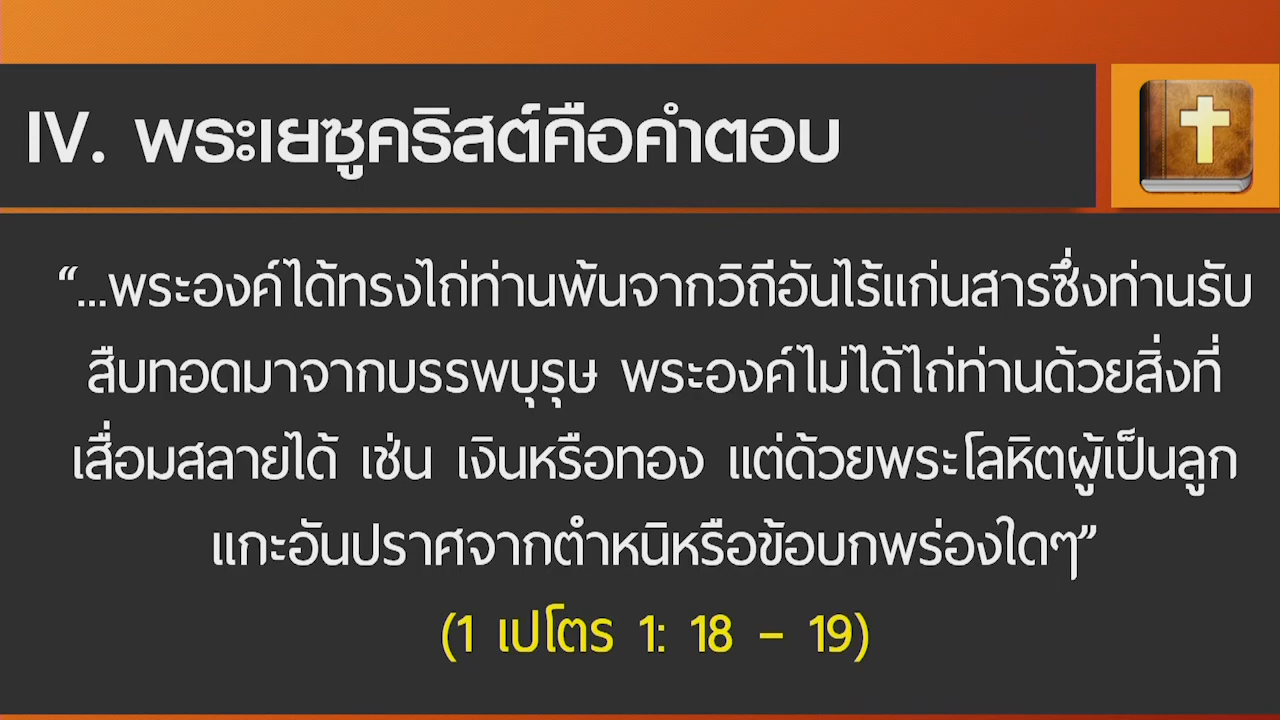 IV. พระเยซูคริสต์คือคำตอบ
“...พระองค์ได้ทรงไถ่ท่านพ้นจากวิถีอันไร้แก่นสารซึ่งท่านรับ
สืบทอดมาจากบรรพบุรุษ พระองค์ไม่ได้ไถ่ท่านด้วยสิ่งที่
เสื่อมสลายได้ เช่น เงินหรือทอง แต่ด้วยพระโลหิตผู้เป็นลูก
แกะอันปราศจากตำหนิหรือข้อบกพร่องใดๆ”
(1 เปโตร 1: 18 – 19)